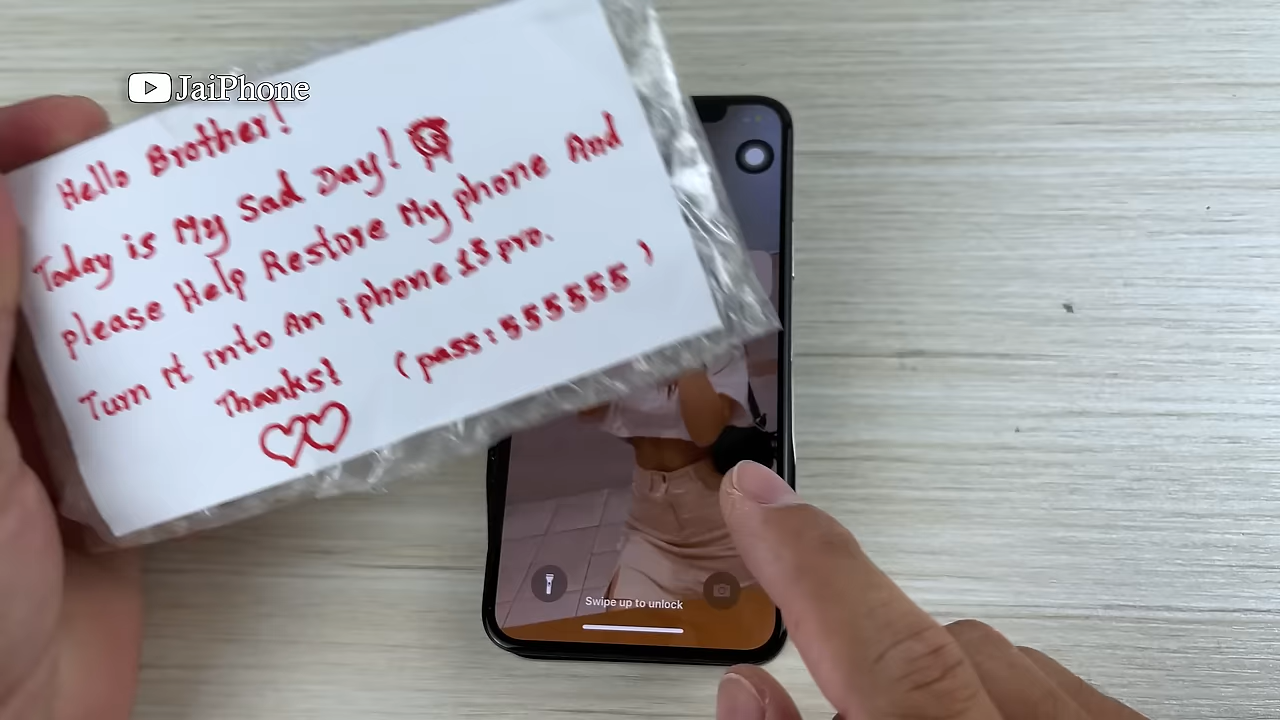 JaiPhone
Hello Brother!
Today is My Sad Day!
please Help Restore My phone And
Turn it into An iphone 15 pro.
Thanks! (pass: 555555)
Swipe up to unlock